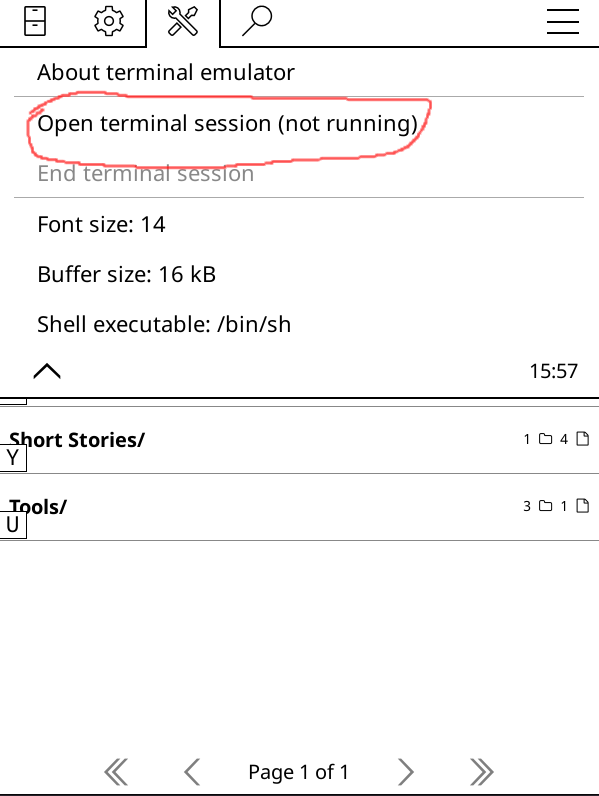 About terminal emulator
Open terminal session (not running)
End terminal session
Font size: 14
Buffer size: 16 kB
Shell executable: /bin/sh
15:57
Short Stories/ 1 4
Y
Tools/ 3 1
U
Page 1 of 1